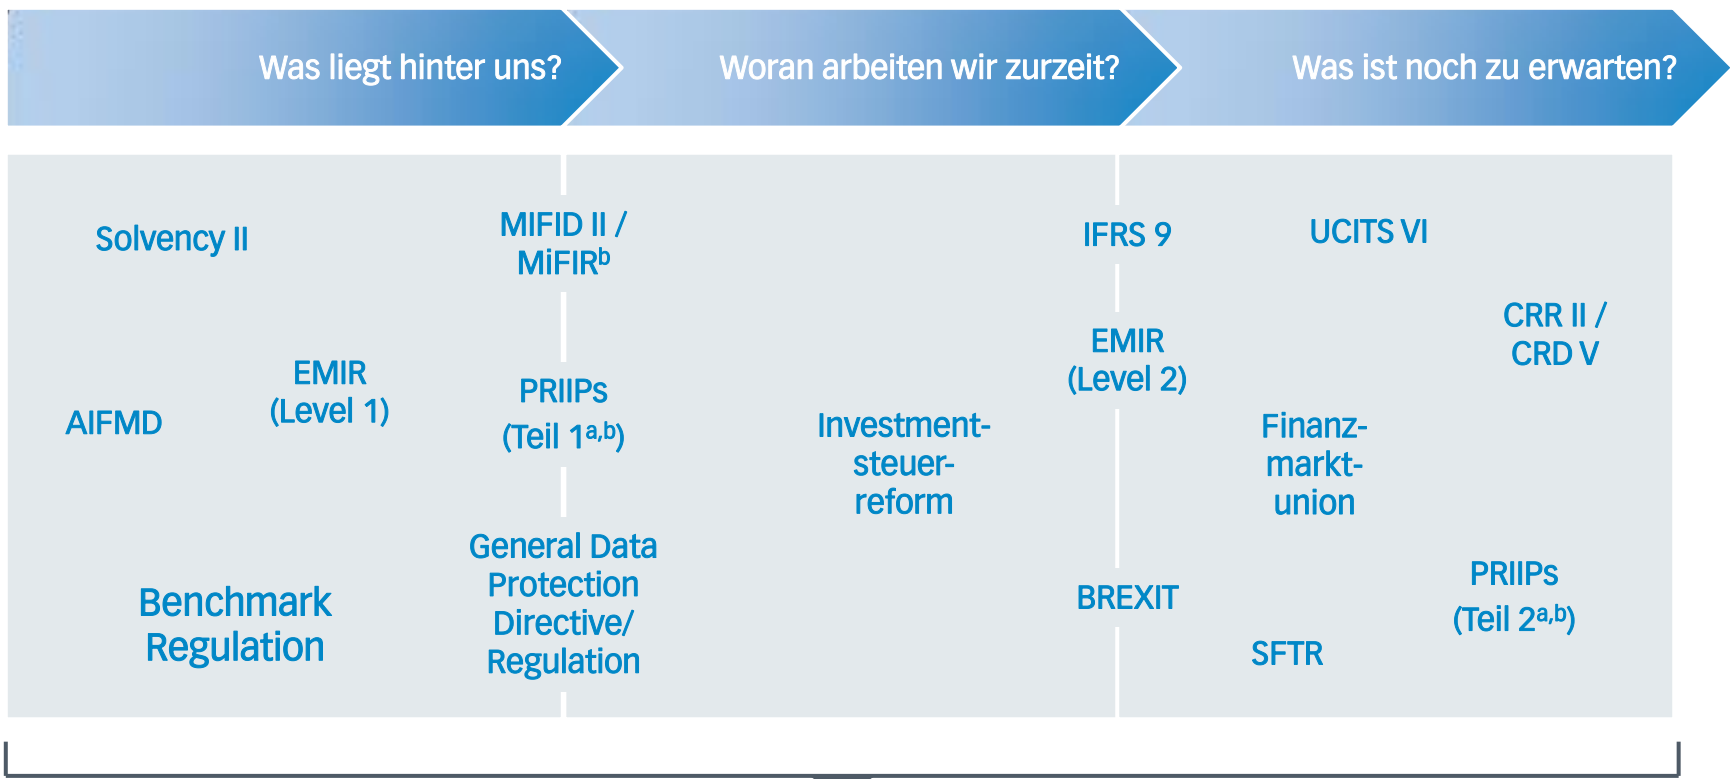 Was liegt hinter uns?
Woran arbeiten wir zurzeit?
Was ist noch zu erwarten?
Solvency II
AIFMD
EMIR
(Level 1)
Benchmark
Regulation
MIFID II /
MiFIRᵇ
PRIIPs
(Teil 1ᵃ,ᵇ)
General Data
Protection
Directive/
Regulation
Investment-
steuer-
reform
IFRS 9
EMIR
(Level 2)
BREXIT
UCITS VI
CRR II /
CRD V
Finanz-
markt-
union
PRIIPs
(Teil 2ᵃ,ᵇ)
SFTR